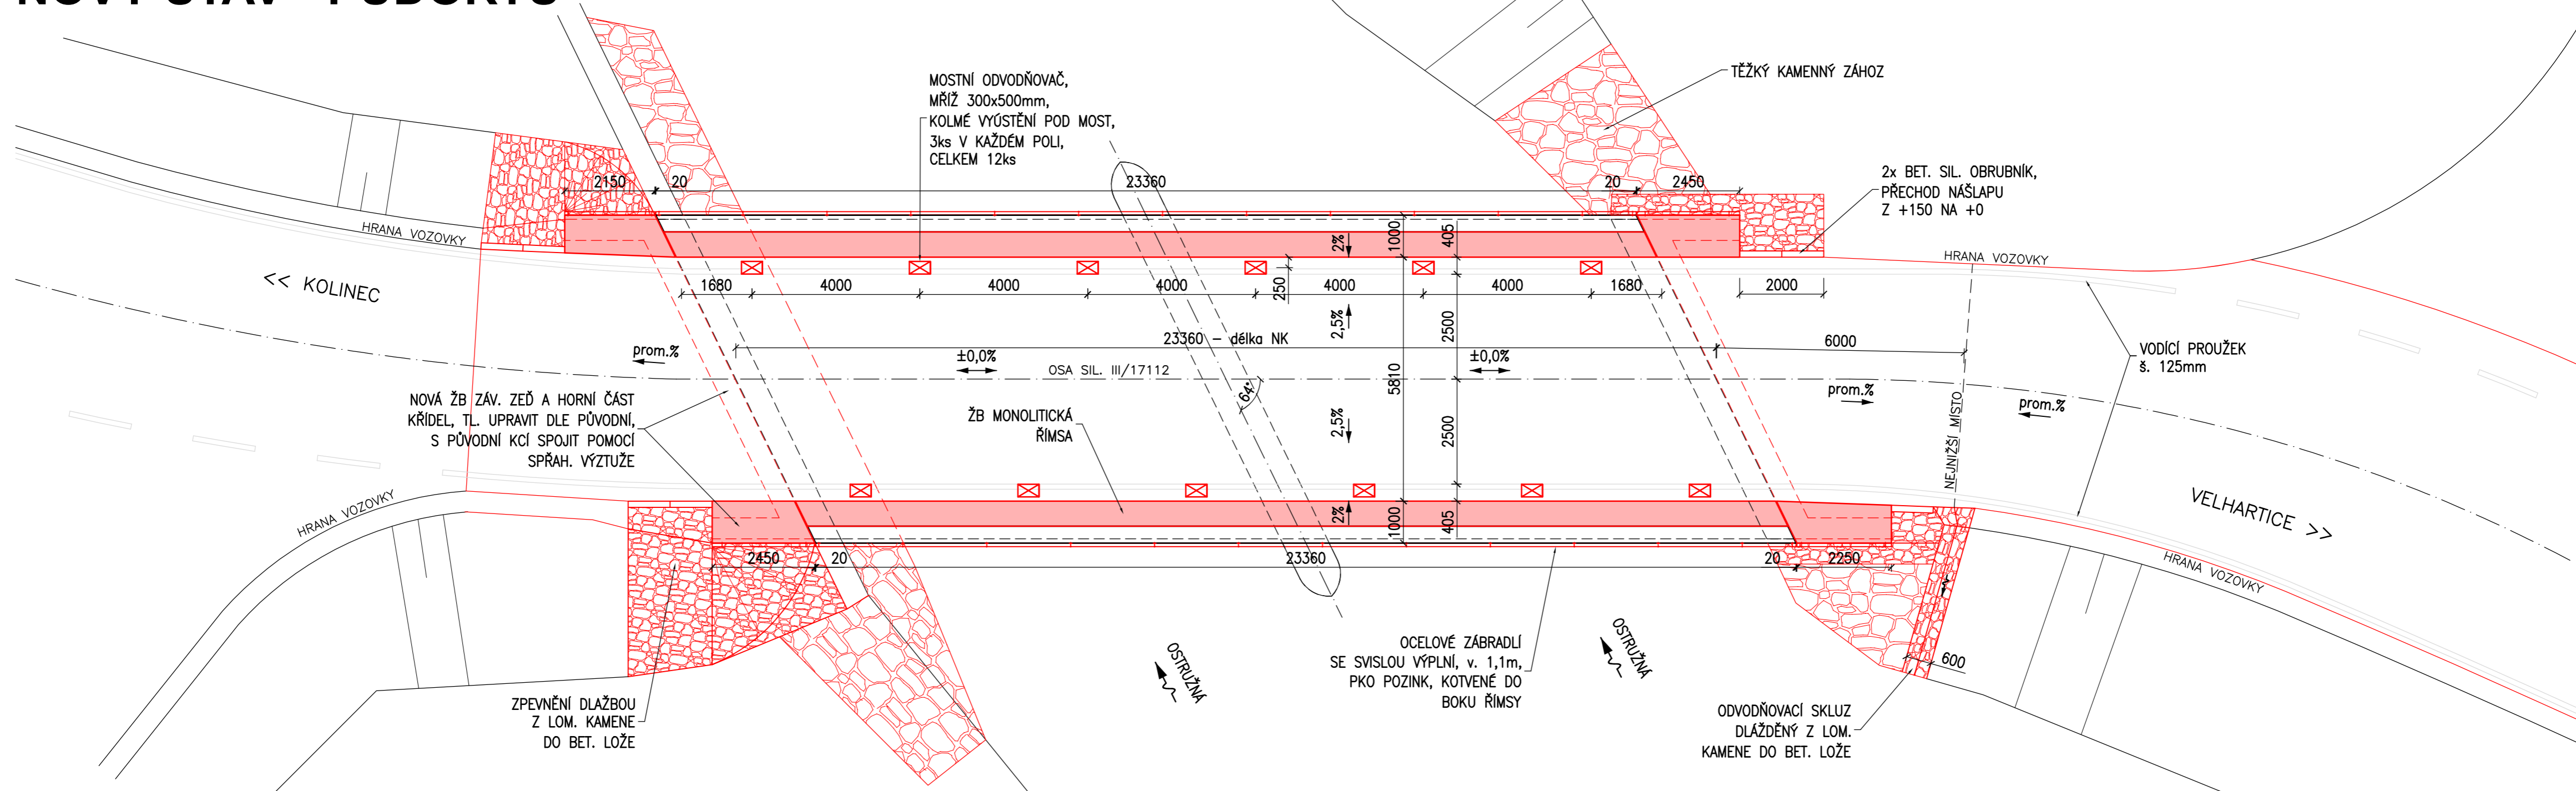 NOVÝ STAV - PŮDORYS
MOSTNÍ ODVODŇOVAČ,
MŘÍŽ 300x500mm,
KOLMÉ VYÚSTĚNÍ POD MOST,
3ks V KAŽDÉM POLI,
CELKEM 12ks
TĚŽKÝ KAMENNÝ ZÁHOZ
2x BET. SIL. OBRUBNÍK,
PŘECHOD NÁŠLAPU
Z +150 NA +0
2150
20
23360
20
2450
HRANA VOZOVKY
<< KOLINEC
2%
1000
405
HRANA VOZOVKY
1680
4000
4000
4000
250
4000
4000
1680
2000
2,5%
2500
23360 – délka NK
6000
prom.%
±0,0%
±0,0%
OSA SIL. III/17112
64°
5810
VODÍCÍ PROUŽEK
š. 125mm
prom.%
prom.%
NEJNIŽŠÍ MÍSTO
NOVÁ ŽB ZÁV. ZEĎ A HORNÍ ČÁST
KŘÍDEL, TL. UPRAVIT DLE PŮVODNÍ,
S PŮVODNÍ KCÍ SPOJIT POMOCÍ
SPŘAH. VÝZTUŽE
ŽB MONOLITICKÁ
ŘÍMSA
2,5%
2500
HRANA VOZOVKY
VELHARTICE >>
2%
1000
405
2450
20
23360
20
2250
HRANA VOZOVKY
OSTRUŽNÁ
OSTRUŽNÁ
OCELOVÉ ZÁBRADLÍ
SE SVISLOU VÝPLNÍ, v. 1,1m,
PKO POZINK, KOTVENÉ DO
BOKU ŘÍMSY
600
ZPEVNĚNÍ DLAŽBOU
Z LOM. KAMENE
DO BET. LOŽE
ODVODŇOVACÍ SKLUZ
DLÁŽDĚNÝ Z LOM.
KAMENE DO BET. LOŽE